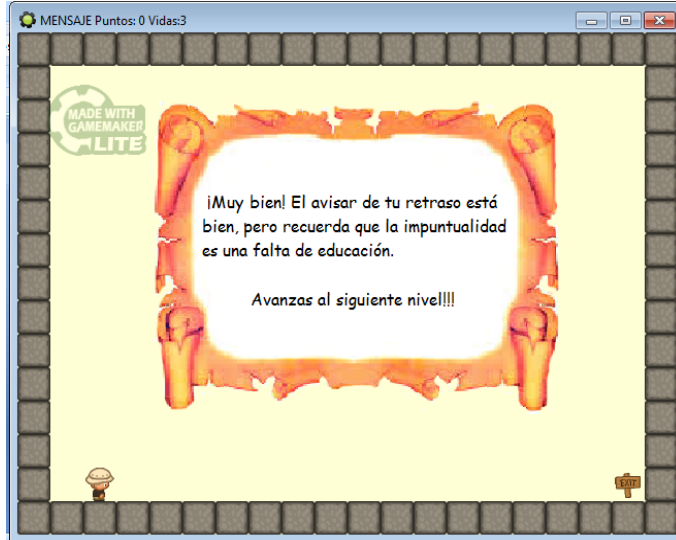 MENSAJE Puntos: 0 Vidas:3
MADE WITH
GAMEMAKER
LITE
¡Muy bien! El avisar de tu retraso está
bien, pero recuerda que la impuntualidad
es una falta de educación.
Avanzas al siguiente nivel!!!
EXIT